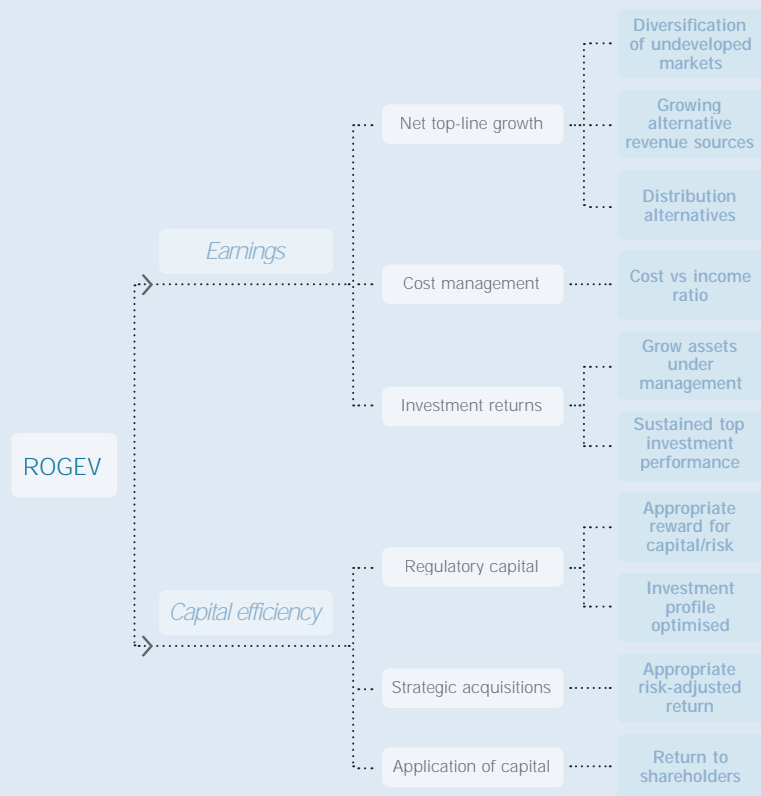 ROGEV
Earnings
Net top-line growth
Diversification
of undeveloped
markets
Growing
alternative
revenue sources
Distribution
alternatives
Cost management
Cost vs income
ratio
Investment returns
Grow assets
under
management
Sustained top
investment
performance
Capital efficiency
Regulatory capital
Appropriate
reward for
capital/risk
Investment
profile
optimised
Strategic acquisitions
Appropriate
risk-adjusted
return
Application of capital
Return to
shareholders